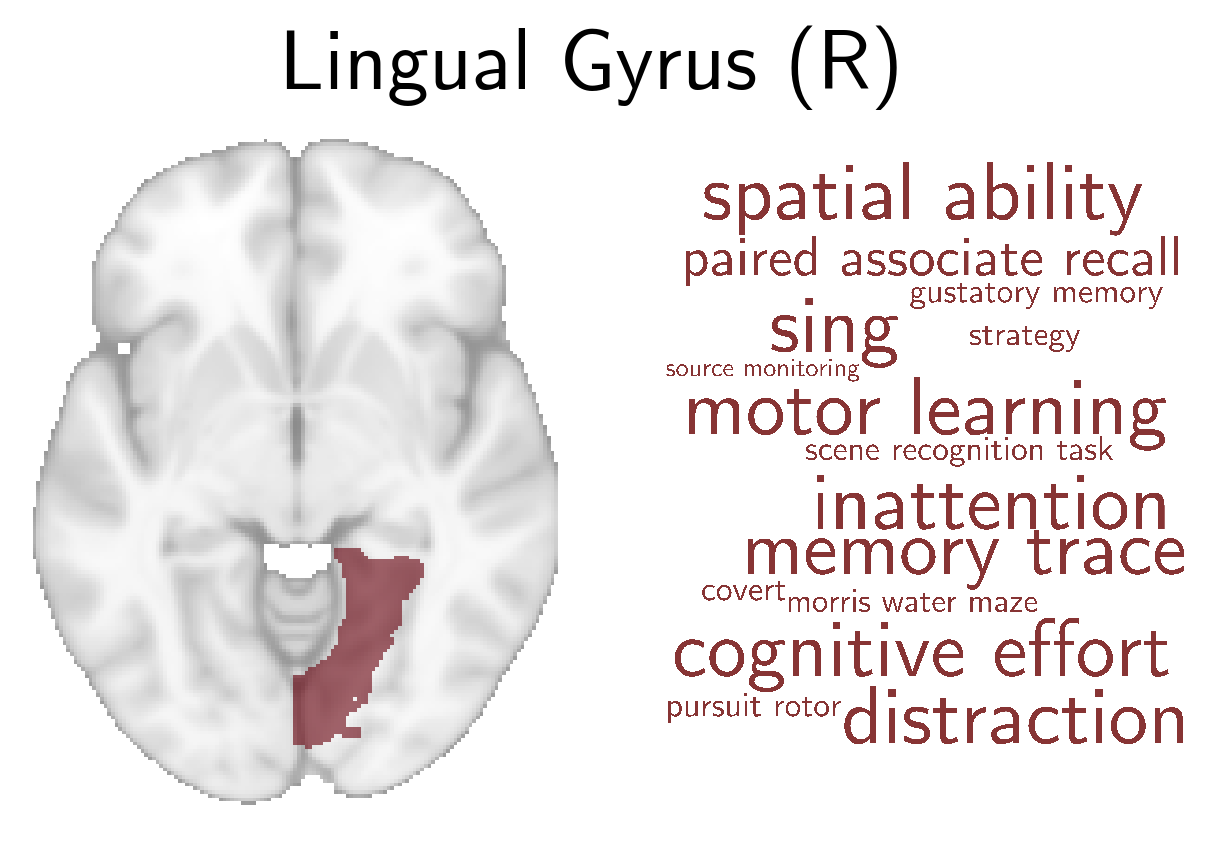 Lingual Gyrus (R)
spatial ability
paired associate recall
gustatory memory
sing
strategy
source monitoring
motor learning
scene recognition task
inattention
memory trace
covert
morris water maze
cognitive effort
pursuit rotor
distraction